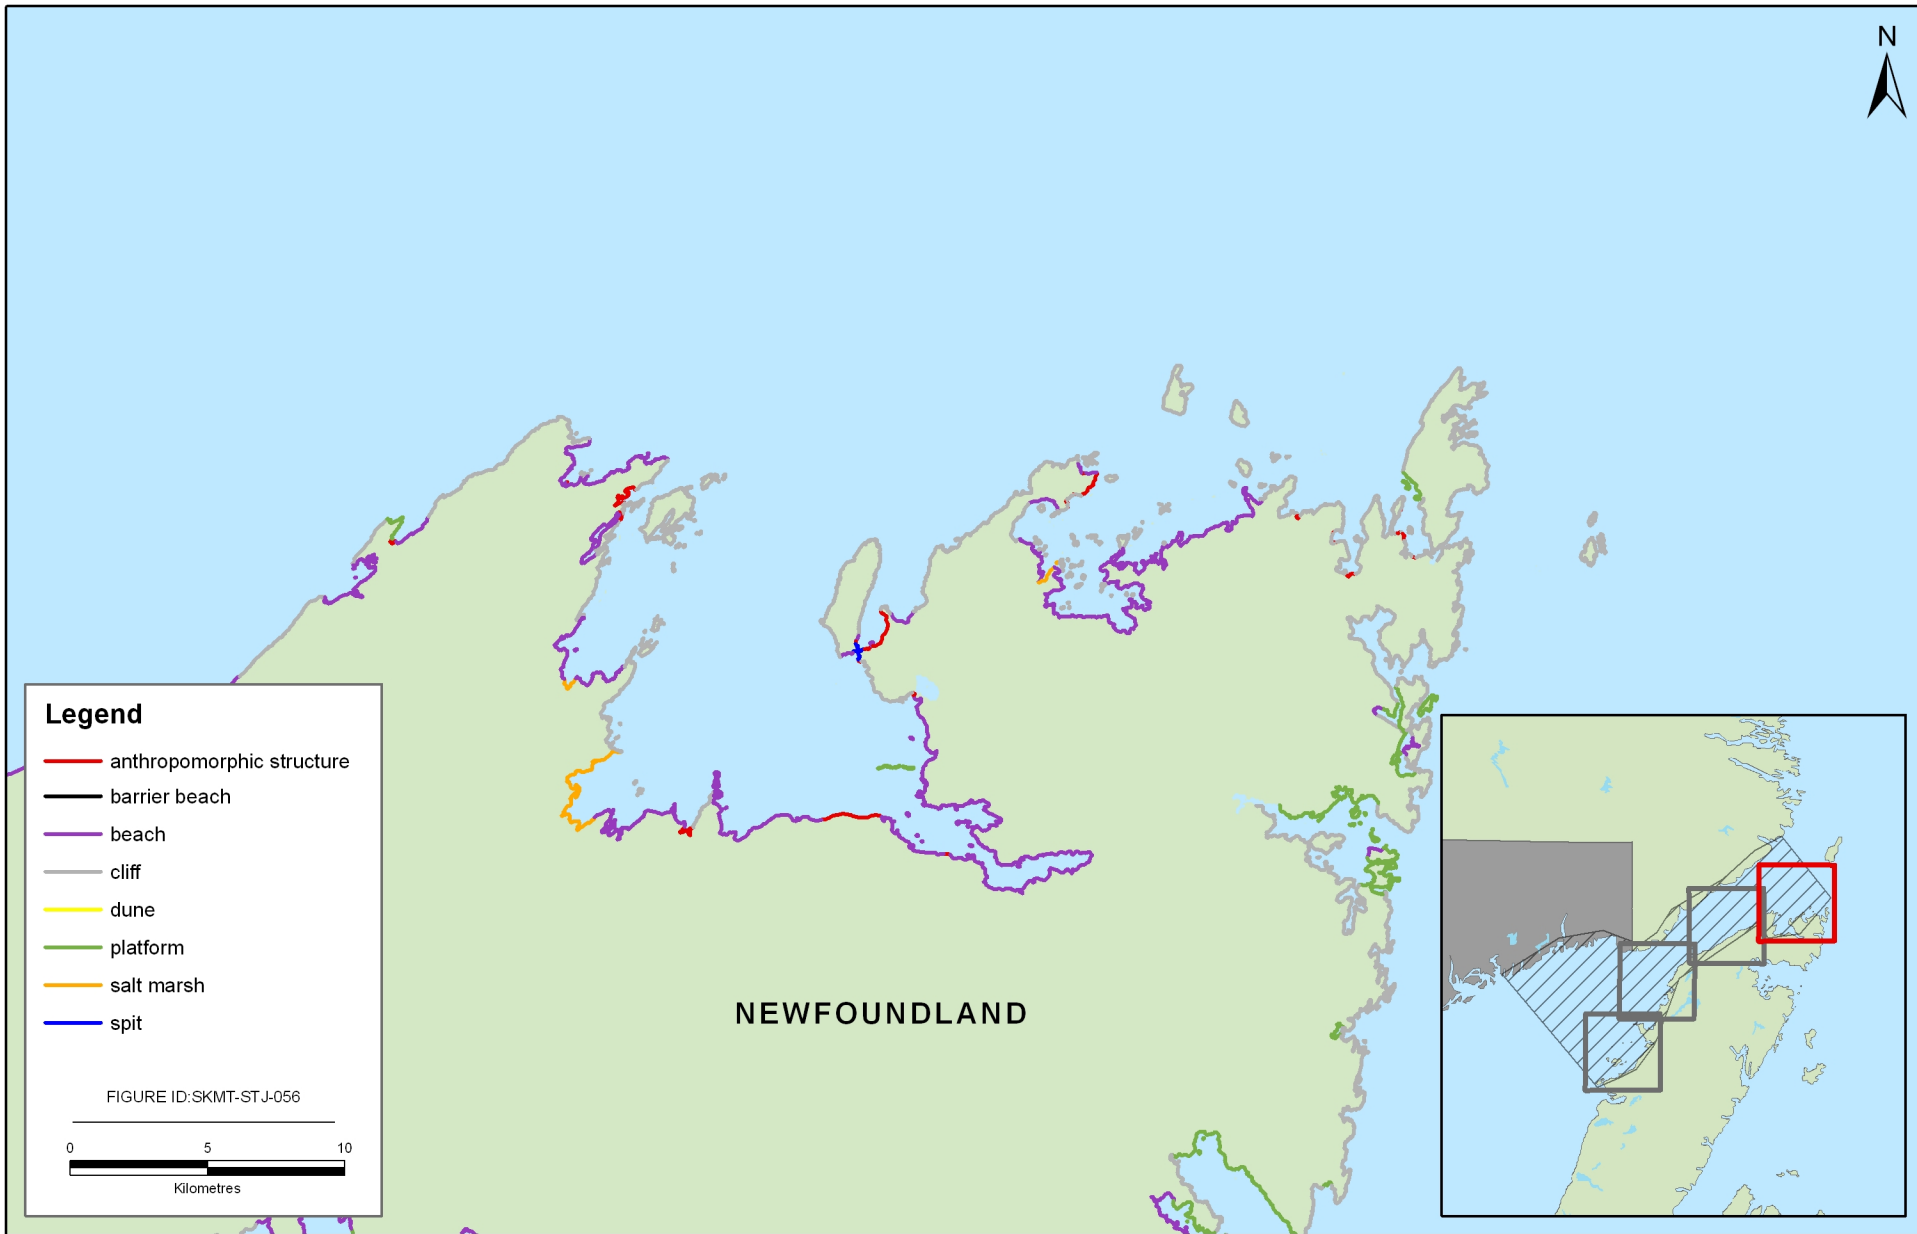 N
NEWFOUNDLAND
Legend
anthropomorphic structure
barrier beach
beach
cliff
dune
platform
salt marsh
spit
FIGURE ID:SKMT-STJ-056
0 5 10
Kilometres